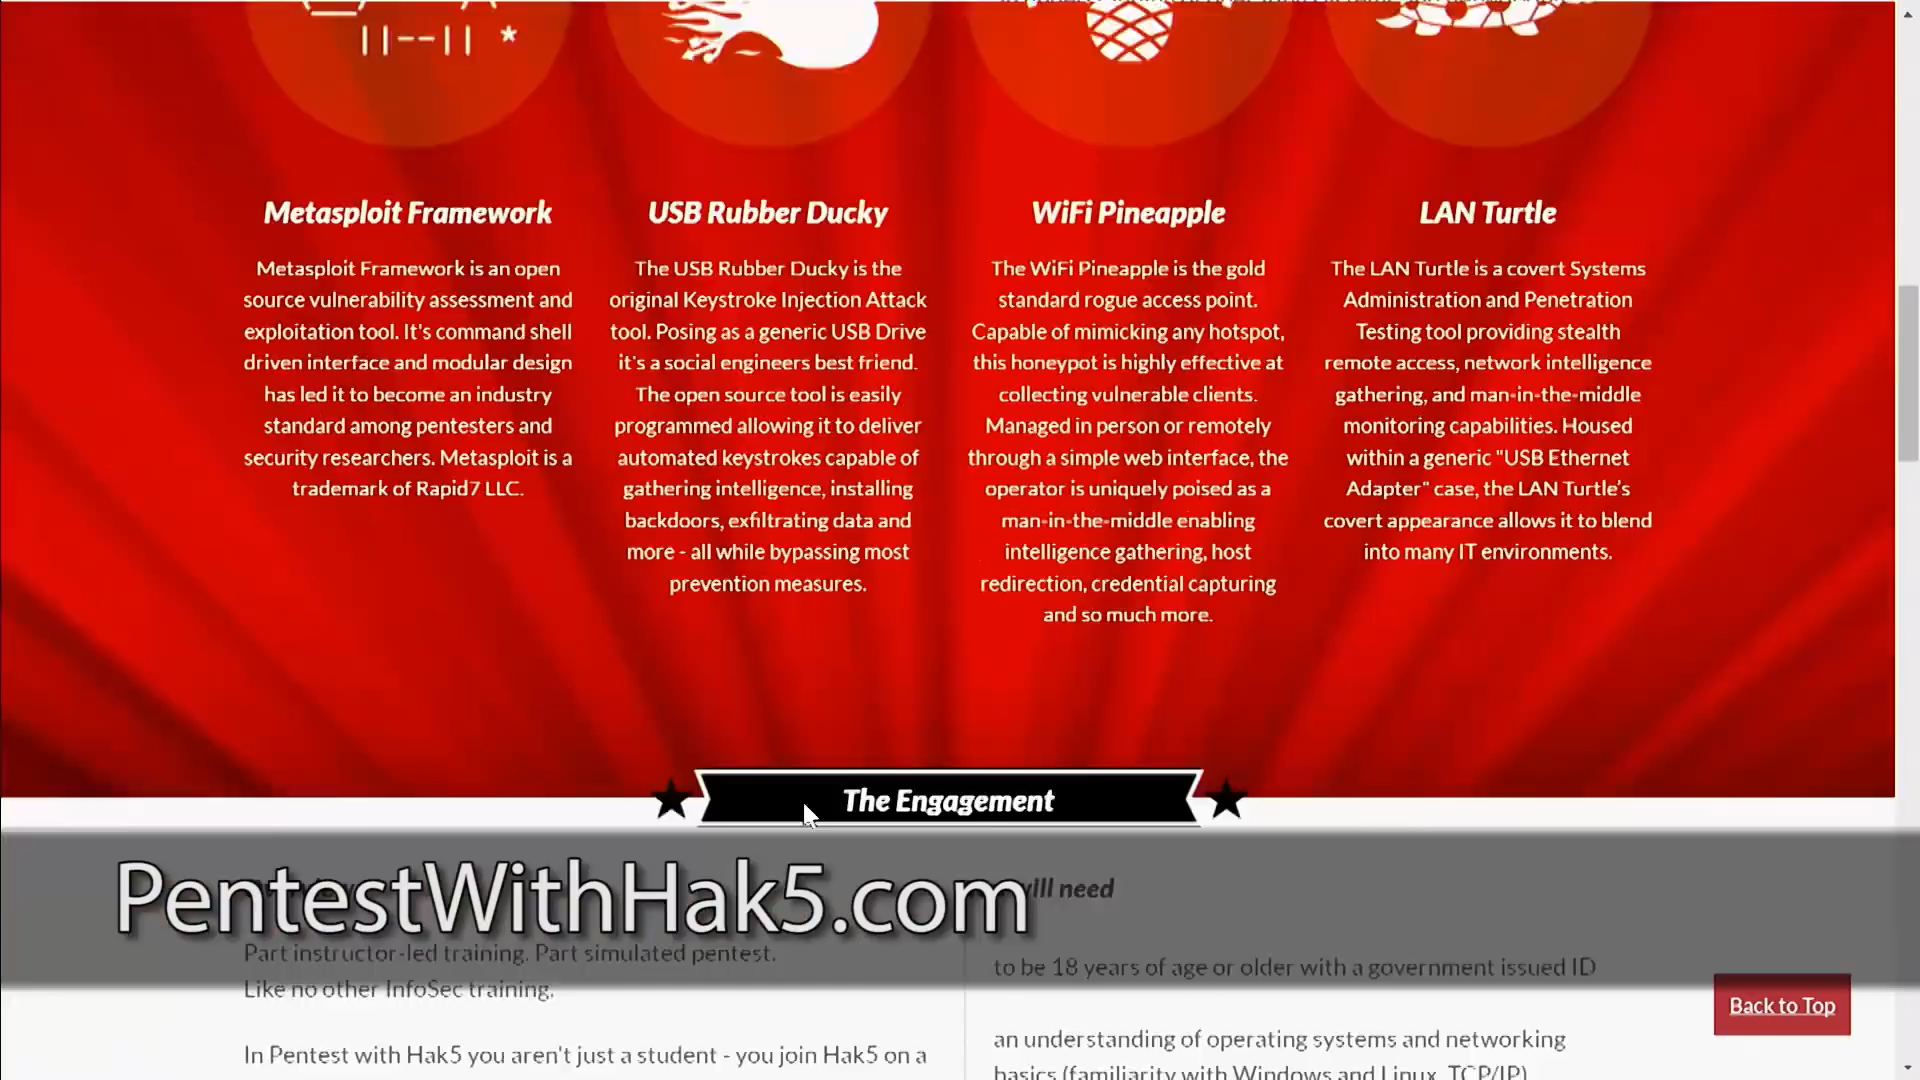 ||--|| *
Metasploit Framework
Metasploit Framework is an open
source vulnerability assessment and
exploitation tool. It's command shell
driven interface and modular design
has led it to become an industry
standard among pentesters and
security researchers. Metasploit is a
trademark of Rapid7 LLC.
USB Rubber Ducky
The USB Rubber Ducky is the
original Keystroke Injection Attack
tool. Posing as a generic USB Drive
it's a social engineers best friend.
The open source tool is easily
programmed allowing it to deliver
automated keystrokes capable of
gathering intelligence, installing
backdoors, exfiltrating data and
more - all while bypassing most
prevention measures.
WiFi Pineapple
The WiFi Pineapple is the gold
standard rogue access point.
Capable of mimicking any hotspot,
this honeypot is highly effective at
collecting vulnerable clients.
Managed in person or remotely
through a simple web interface, the
operator is uniquely poised as a
man-in-the-middle enabling
intelligence gathering, host
redirection, credential capturing
and so much more.
LAN Turtle
The LAN Turtle is a covert Systems
Administration and Penetration
Testing tool providing stealth
remote access, network intelligence
gathering, and man-in-the-middle
monitoring capabilities. Housed
within a generic "USB Ethernet
Adapter" case, the LAN Turtle's
covert appearance allows it to blend
into many IT environments.
The Engagement
PentestWithHak5.com
will need
Part instructor-led training. Part simulated pentest.
Like no other InfoSec training.
In Pentest with Hak5 you aren't just a student - you join Hak5 on a
to be 18 years of age or older with a government issued ID
an understanding of operating systems and networking
basics (familiarity with Windows and Linux, TCP/IP)
Back to Top